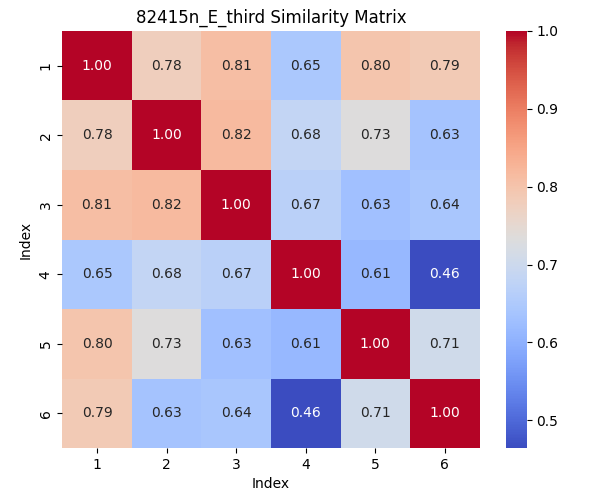 82415n_E_third Similarity Matrix
1 1.00 0.78 0.81 0.65 0.80 0.79
2 0.78 1.00 0.82 0.68 0.73 0.63
3 0.81 0.82 1.00 0.67 0.63 0.64
4 0.65 0.68 0.67 1.00 0.61 0.46
5 0.80 0.73 0.63 0.61 1.00 0.71
6 0.79 0.63 0.64 0.46 0.71 1.00
1 2 3 4 5 6
Index
Index
1.0
0.9
0.8
0.7
0.6
0.5